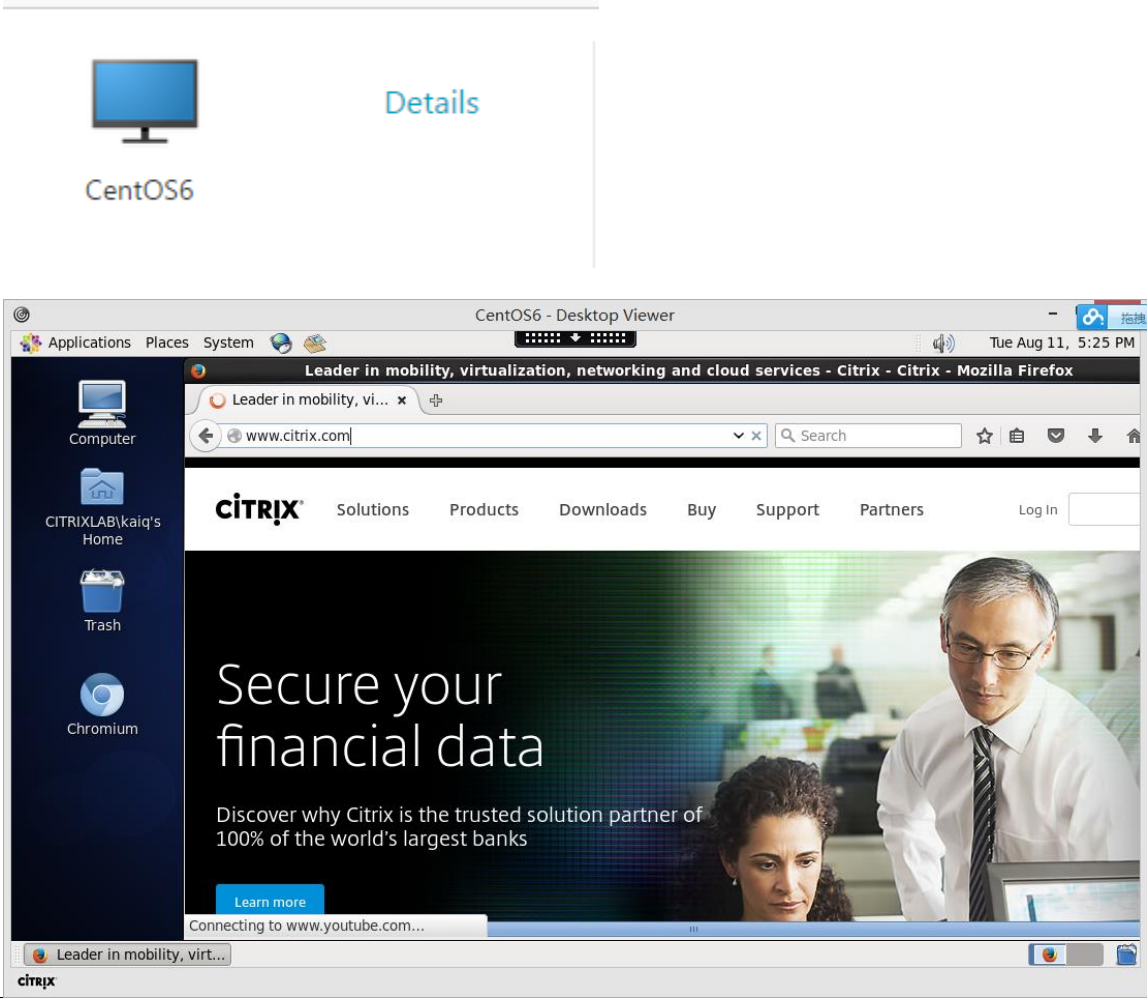 Details
CentOS6
CentOS6 - Desktop Viewer
拖拽
Applications Places System
Tue Aug 11, 5:25 PM
Leader in mobility, virtualization, networking and cloud services - Citrix - Citrix - Mozilla Firefox
Leader in mobility, vi...
www.citrix.com
Search
Computer
CITRIXLAB\kaiq's
Home
Trash
Chromium
CITRIX
Solutions Products Downloads Buy Support Partners Log In
Secure your
financial data
Discover why Citrix is the trusted solution partner of
100% of the world's largest banks
Learn more
Connecting to www.youtube.com...
Leader in mobility, virt...
CITRIX